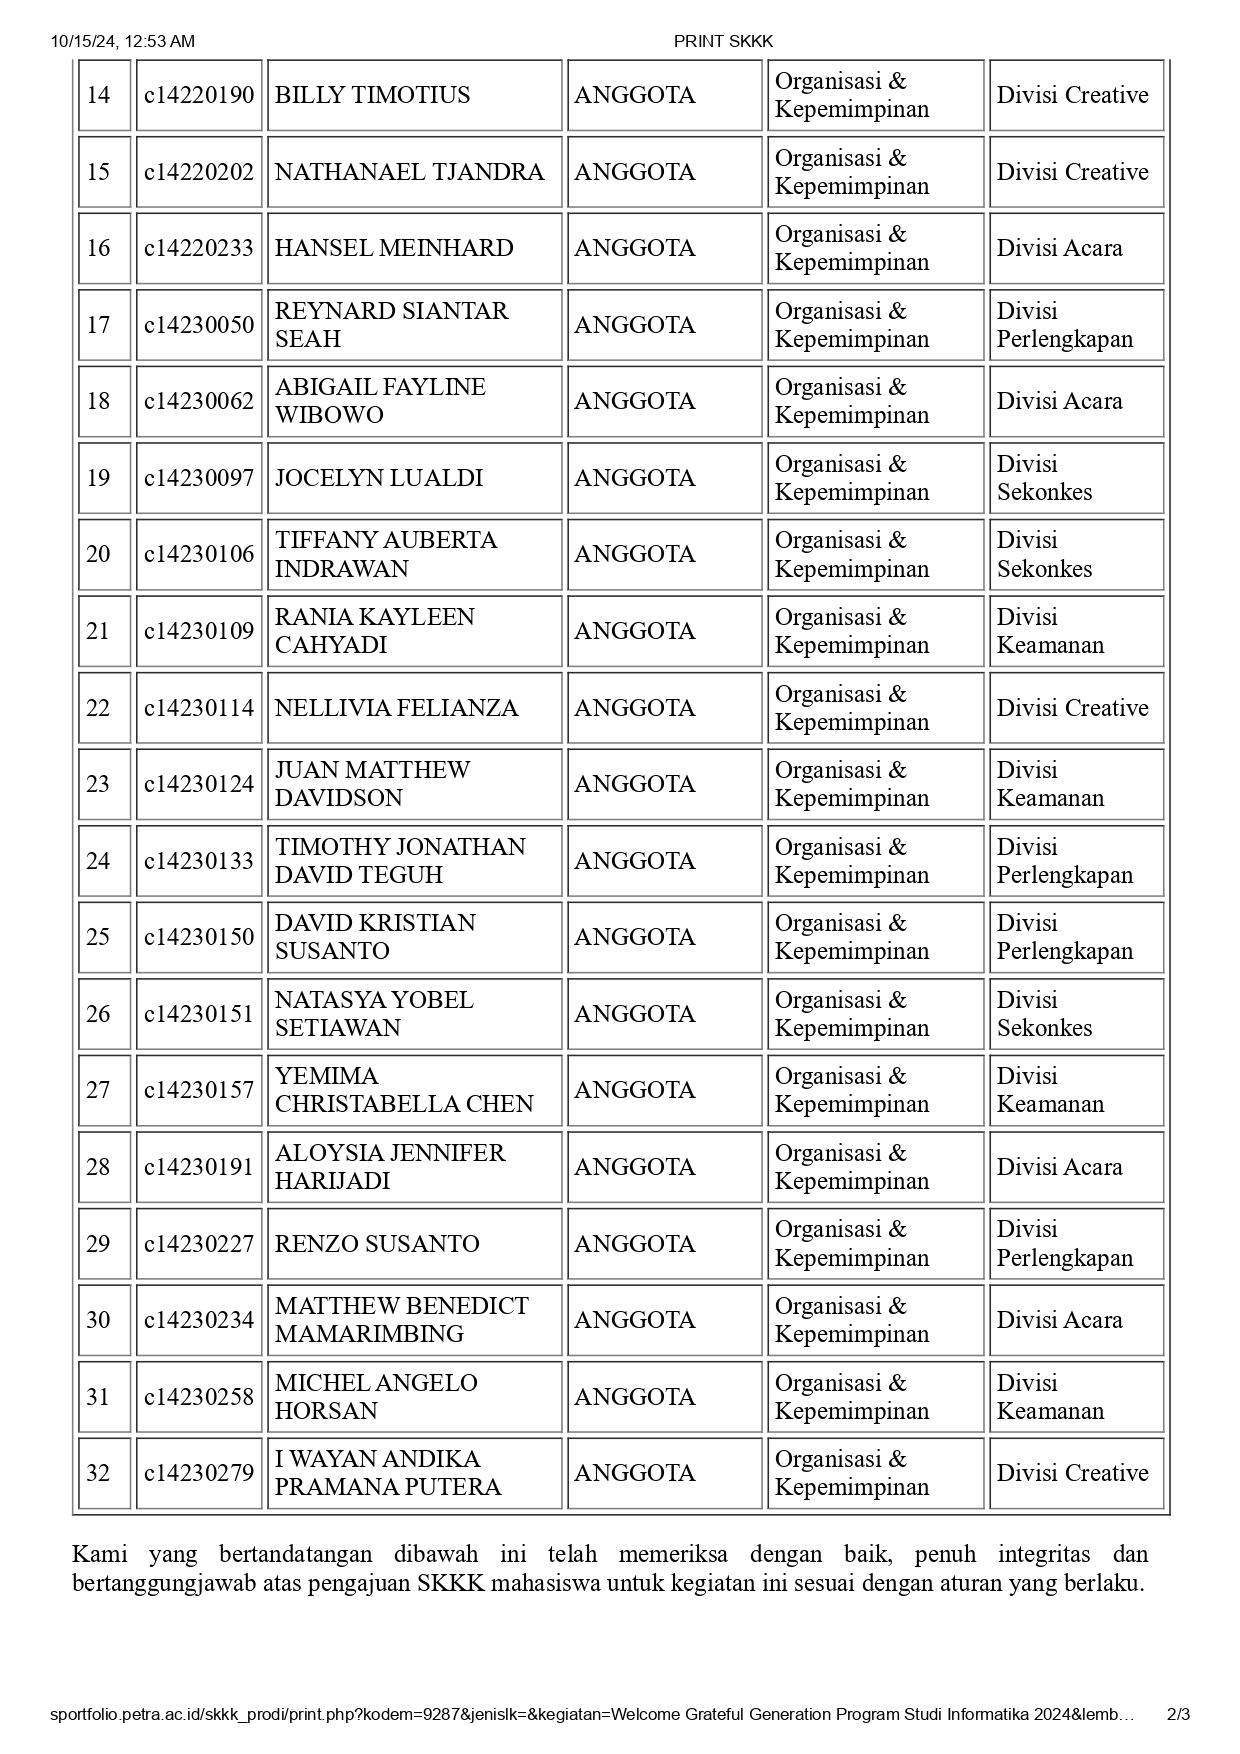 10/15/24, 12:53 AM PRINT SKKK
14 c14220190 BILLY TIMOTIUS ANGGOTA Organisasi & Kepemimpinan Divisi Creative
15 c14220202 NATHANAEL TJANDRA ANGGOTA Organisasi & Kepemimpinan Divisi Creative
16 c14220233 HANSEL MEINHARD ANGGOTA Organisasi & Kepemimpinan Divisi Acara
17 c14230050 REYNARD SIANTAR SEAH ANGGOTA Organisasi & Kepemimpinan Divisi Perlengkapan
18 c14230062 ABIGAIL FAYLINE WIBOWO ANGGOTA Organisasi & Kepemimpinan Divisi Acara
19 c14230097 JOCELYN LUALDI ANGGOTA Organisasi & Kepemimpinan Divisi Sekonkes
20 c14230106 TIFFANY AUBERTA INDRAWAN ANGGOTA Organisasi & Kepemimpinan Divisi Sekonkes
21 c14230109 RANIA KAYLEEN CAHYADI ANGGOTA Organisasi & Kepemimpinan Divisi Keamanan
22 c14230114 NELLIVIA FELIANZA ANGGOTA Organisasi & Kepemimpinan Divisi Creative
23 c14230124 JUAN MATTHEW DAVIDSON ANGGOTA Organisasi & Kepemimpinan Divisi Keamanan
24 c14230133 TIMOTHY JONATHAN DAVID TEGUH ANGGOTA Organisasi & Kepemimpinan Divisi Perlengkapan
25 c14230150 DAVID KRISTIAN SUSANTO ANGGOTA Organisasi & Kepemimpinan Divisi Perlengkapan
26 c14230151 NATASYA YOBEL SETIAWAN ANGGOTA Organisasi & Kepemimpinan Divisi Sekonkes
27 c14230157 YEMIMA CHRISTABELLA CHEN ANGGOTA Organisasi & Kepemimpinan Divisi Keamanan
28 c14230191 ALOYSIA JENNIFER HARIJADI ANGGOTA Organisasi & Kepemimpinan Divisi Acara
29 c14230227 RENZO SUSANTO ANGGOTA Organisasi & Kepemimpinan Divisi Perlengkapan
30 c14230234 MATTHEW BENEDICT MAMARIMBING ANGGOTA Organisasi & Kepemimpinan Divisi Acara
31 c14230258 MICHEL ANGELO HORSAN ANGGOTA Organisasi & Kepemimpinan Divisi Keamanan
32 c14230279 I WAYAN ANDIKA PRAMANA PUTERA ANGGOTA Organisasi & Kepemimpinan Divisi Creative
Kami yang bertandatangan dibawah ini telah memeriksa dengan baik, penuh integritas dan
bertanggungjawab atas pengajuan SKKK mahasiswa untuk kegiatan ini sesuai dengan aturan yang berlaku.
sportfolio.petra.ac.id/skkk_prodi/print.php?kodem=9287&jenislk=&kegiatan=Welcome Grateful Generation Program Studi Informatika 2024&lemb… 2/3